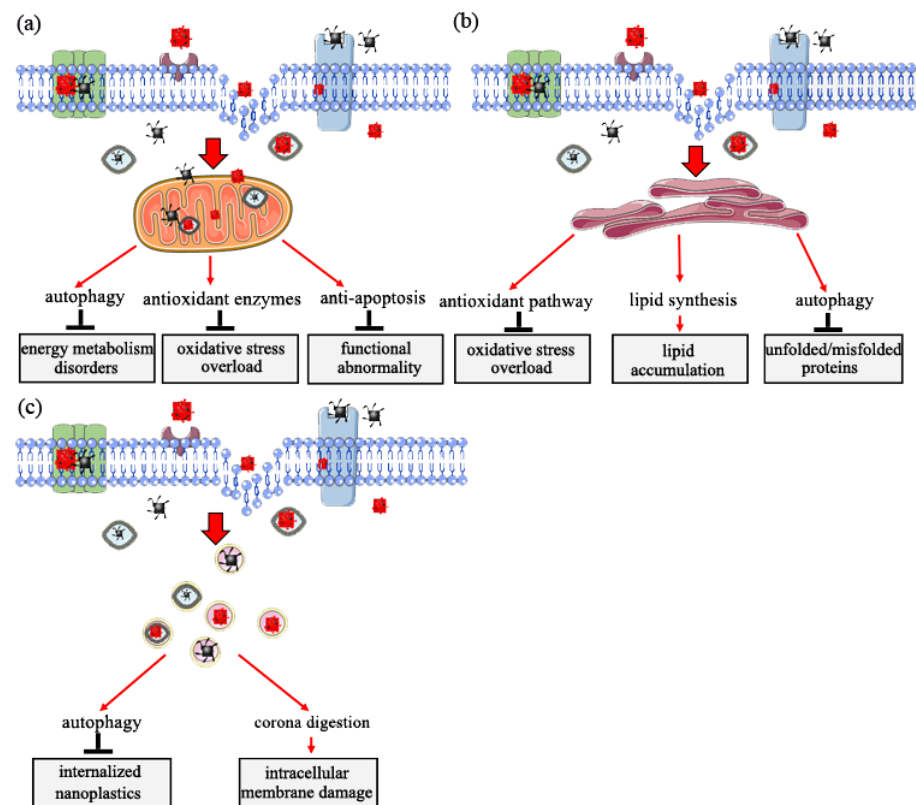 (a)
autophagy
antioxidant enzymes
anti-apoptosis
energy metabolism
disorders
oxidative stress
overload
functional
abnormality
(b)
antioxidant pathway
lipid synthesis
autophagy
oxidative stress
overload
lipid
accumulation
unfolded/misfolded
proteins
(c)
autophagy
corona digestion
internalized
nanoplastics
intracellular
membrane damage